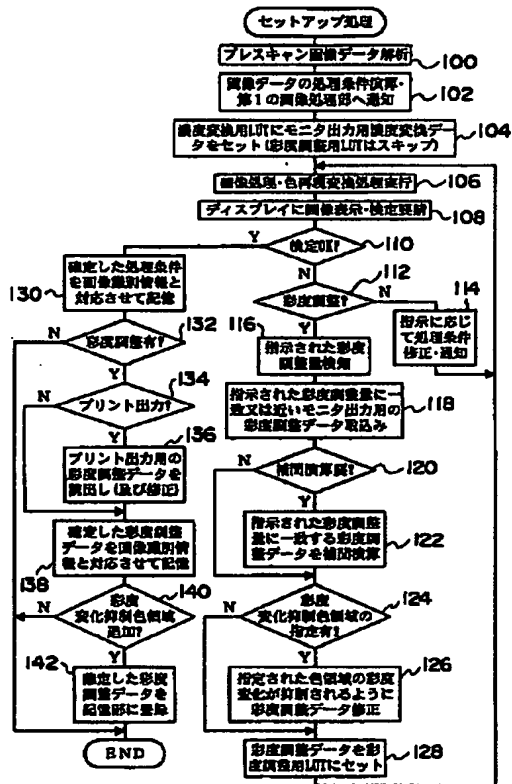 セットアップ処理
プレスキャン画像データ解析
100
画像データの処理条件演算・
第1の画像処理部へ通知
102
濃度変換用LUTにモニタ出力用濃度変換デー
タをセット(彩度調整用LUTはスキップ)
104
画像処理・色再現変換処理実行
106
ディスプレイに画像表示・検定要請
108
Y
検定OK?
110
N
確定した処理条件
を画像識別情報と
対応させて記憶
130
彩度調整?
112
N
Y
114
指示に応じ
て処理条件
修正・通知
116
指示された彩度
調整量検知
N
彩度調整有?
132
Y
指示された彩度調整量に一
致又は近いモニタ出力用の
彩度調整データ取込み
118
プリント出力?
134
N
Y
136
プリント出力用の
彩度調整データを
読出し(及び修正)
N
補間演算要?
120
Y
指示された彩度調整
量に一致する彩度調
整データを補間演算
122
確定した彩度調整
データを画像識別情
報と対応させて記憶
138
140
N
彩度
変化抑制色領域
追加?
Y
N
彩度
変化抑制色領域の
指定有?
124
Y
142
確定した彩度
調整データを
記憶部に登録
指定された色領域の彩度
変化が抑制されるように
彩度調整データ修正
126
END
彩度調整データを彩
度調整用LUTにセット
128